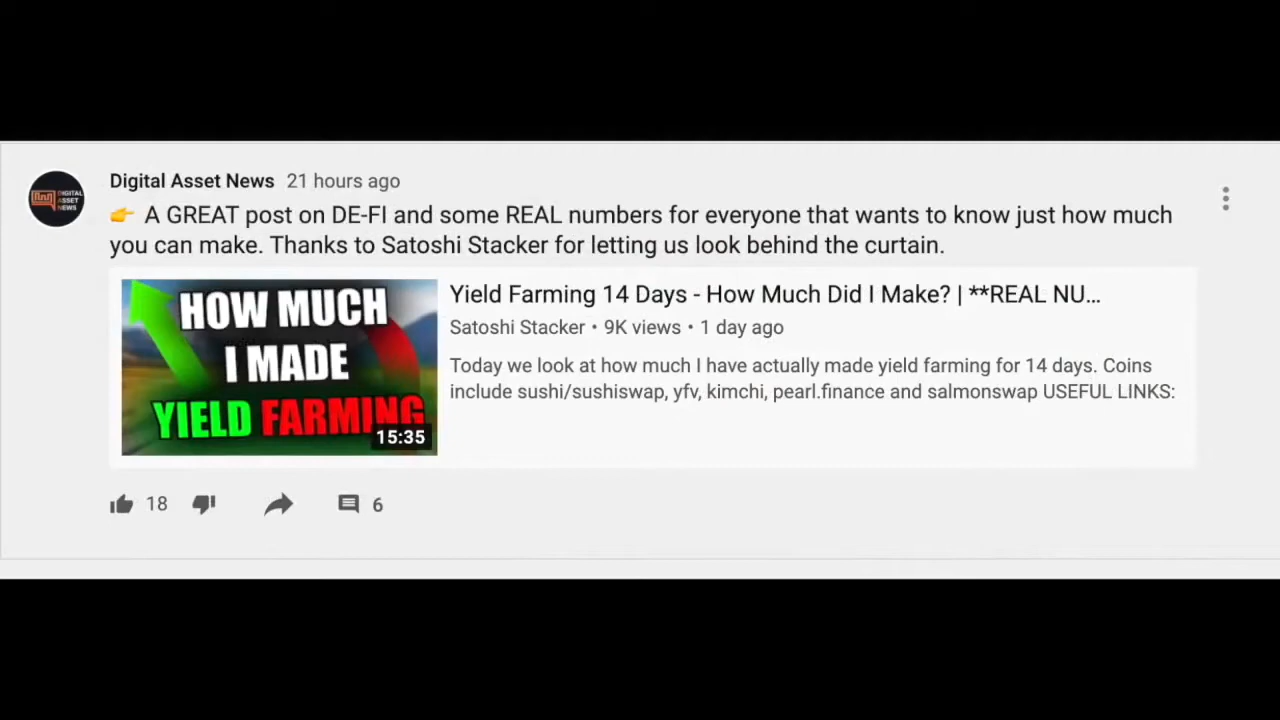 DIGITAL
ASSET
NEWS
Digital Asset News 21 hours ago
👉 A GREAT post on DE-FI and some REAL numbers for everyone that wants to know just how much
you can make. Thanks to Satoshi Stacker for letting us look behind the curtain.
HOW MUCH
I MADE
YIELD FARMING
15:35
Yield Farming 14 Days - How Much Did I Make? | **REAL NU...
Satoshi Stacker • 9K views • 1 day ago
Today we look at how much I have actually made yield farming for 14 days. Coins
include sushi/sushiswap, yfv, kimchi, pearl.finance and salmonswap USEFUL LINKS:
18
6